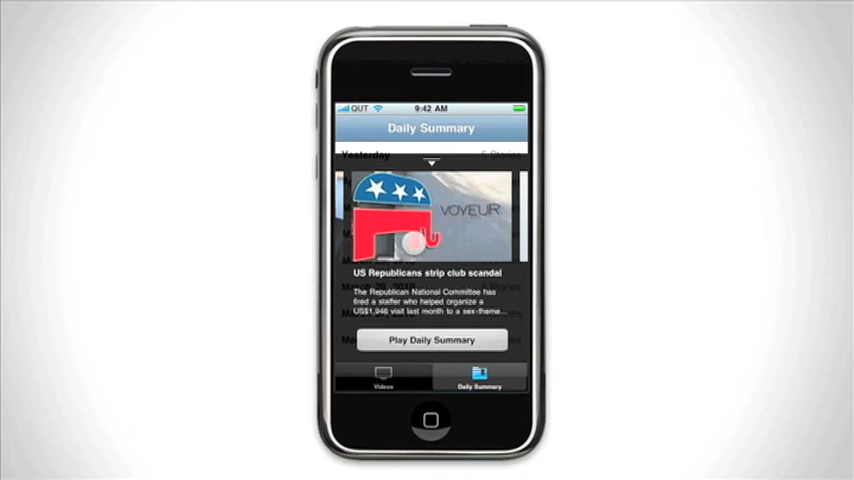 OUT 9:42 AM
Daily Summary
Yesterday 5 Stories
VOYEUR
US Republicans strip club scandal
The Republican National Committee has
fired a staffer who helped organize a
US$1,946 visit last month to a sex-theme...
Play Daily Summary
Videos Daily Summary